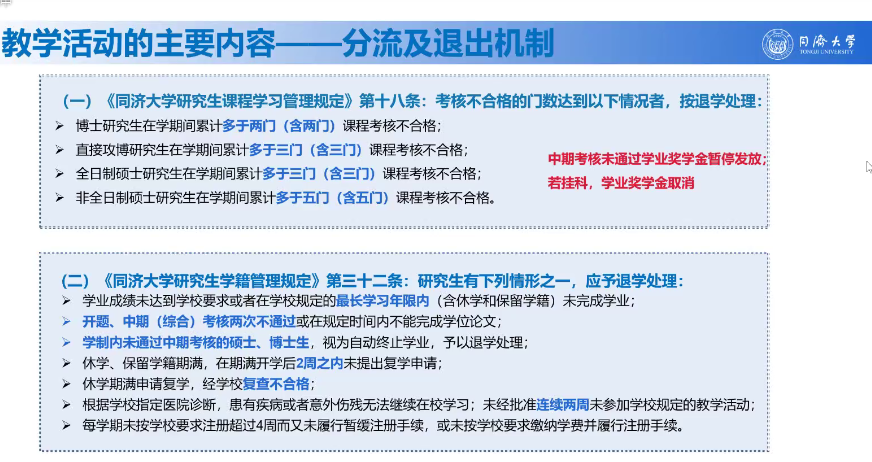 教学活动的主要内容——分流及退出机制
同济大学
TONGJI UNIVERSITY
（一）《同济大学研究生课程学习管理规定》第十八条：考核不合格的门数达到以下情况者，按退学处理：
➢ 博士研究生在学期间累计多于两门（含两门）课程考核不合格；
➢ 直接攻博研究生在学期间累计多于三门（含三门）课程考核不合格；
➢ 全日制硕士研究生在学期间累计多于三门（含三门）课程考核不合格；
➢ 非全日制硕士研究生在学期间累计多于五门（含五门）课程考核不合格。
中期考核未通过学业奖学金暂停发放；
若挂科，学业奖学金取消
（二）《同济大学研究生学籍管理规定》第三十二条：研究生有下列情形之一，应予退学处理：
➢ 学业成绩未达到学校要求或者在学校规定的最长学习年限内（含休学和保留学籍）未完成学业；
➢ 开题、中期（综合）考核两次不通过或在规定时间内不能完成学位论文；
➢ 学制内未通过中期考核的硕士、博士生，视为自动终止学业，予以退学处理；
➢ 休学、保留学籍期满，在期满开学后2周之内未提出复学申请；
➢ 休学期满申请复学，经学校复查不合格；
➢ 根据学校指定医院诊断，患有疾病或者意外伤残无法继续在校学习；未经批准连续两周未参加学校规定的教学活动；
➢ 每学期未按学校要求注册超过4周而又未履行暂缓注册手续，或未按学校要求缴纳学费并履行注册手续。